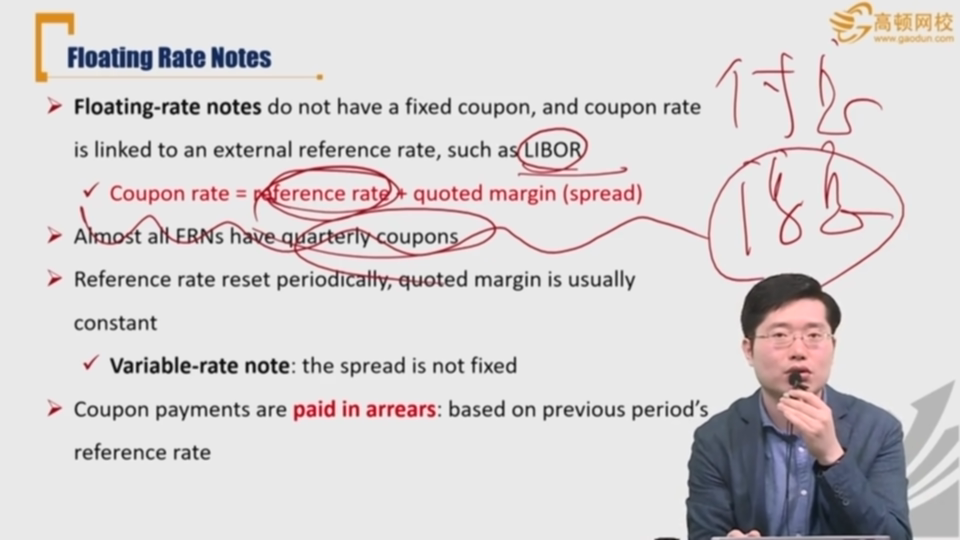 高顿网校
www.gaodun.com
Floating Rate Notes
Floating-rate notes do not have a fixed coupon, and coupon rate
is linked to an external reference rate, such as LIBOR
Coupon rate = reference rate + quoted margin (spread)
Almost all FRNs have quarterly coupons
Reference rate reset periodically, quoted margin is usually
constant
Variable-rate note: the spread is not fixed
Coupon payments are paid in arrears: based on previous period's
reference rate
付息